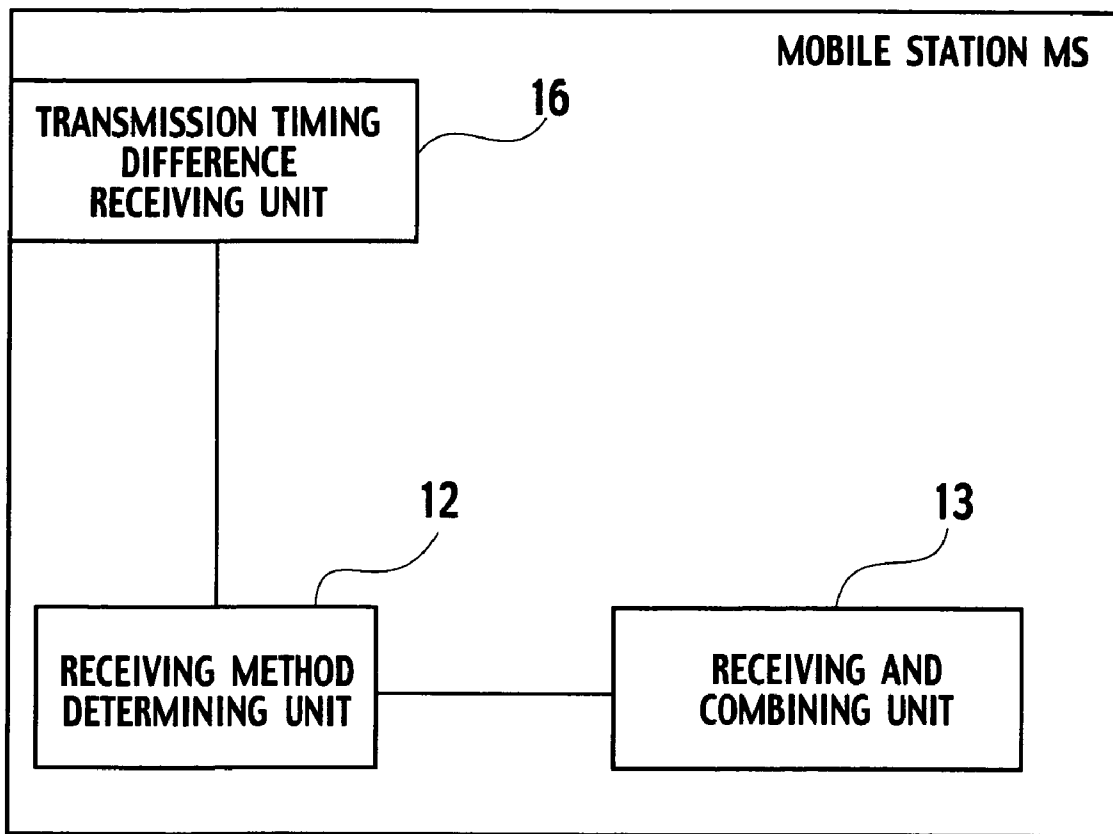 MOBILE STATION MS
16
TRANSMISSION TIMING
DIFFERENCE
RECEIVING UNIT
12
13
RECEIVING METHOD
DETERMINING UNIT
RECEIVING AND
COMBINING UNIT